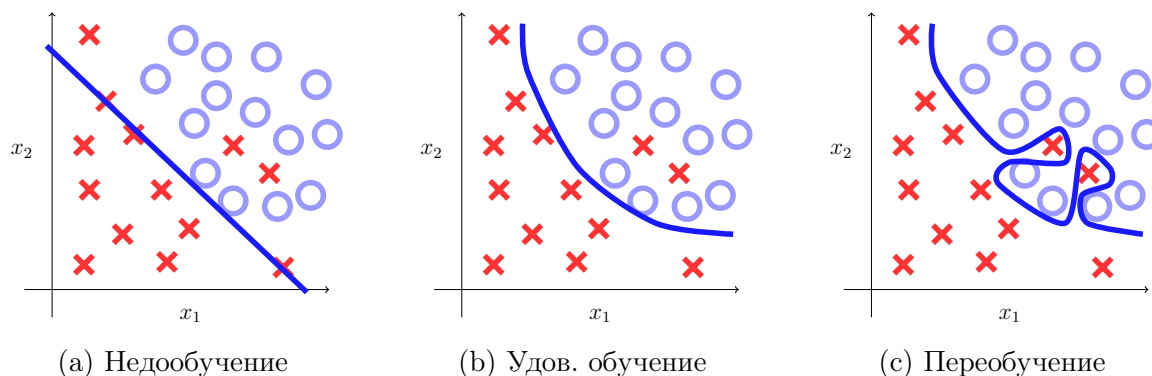 x₂
x₁
(a) Недообучение
x₂
x₁
(b) Удов. обучение
x₂
x₁
(c) Переобучение